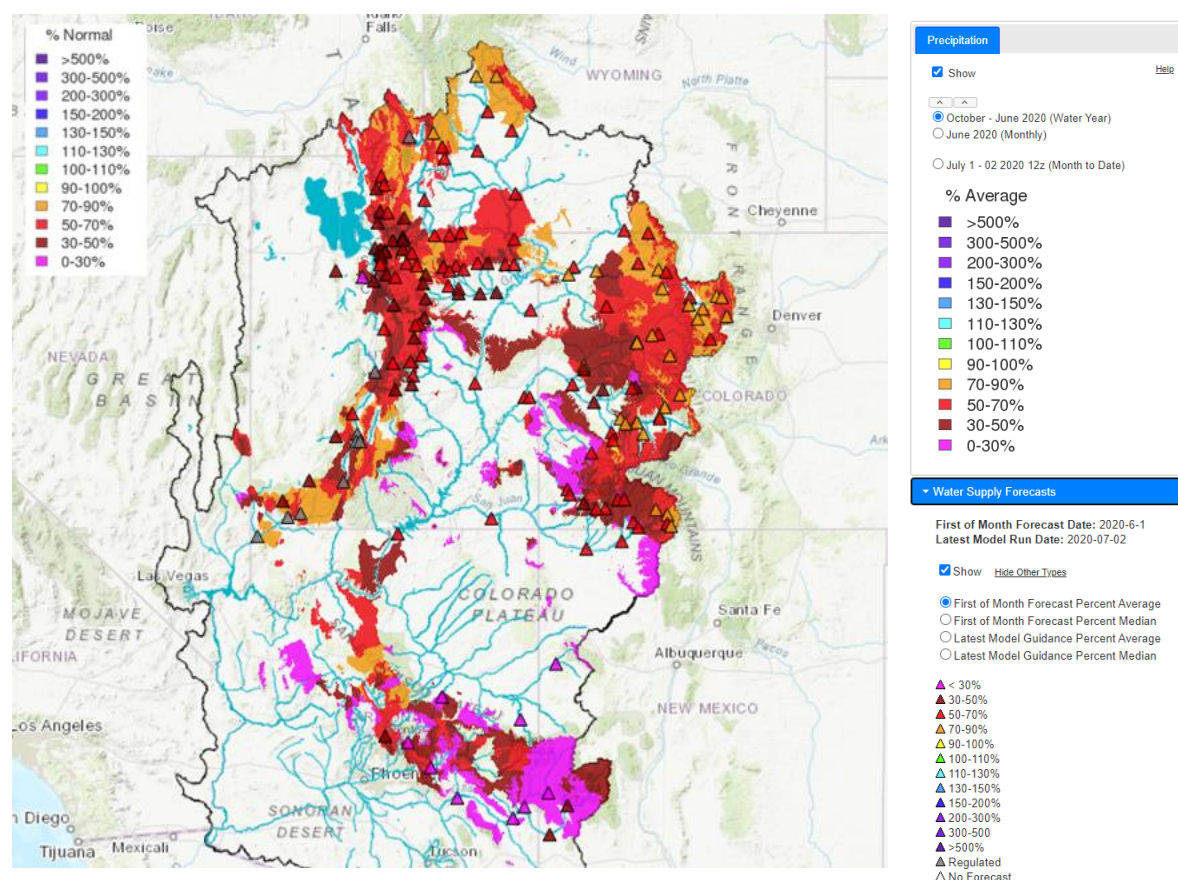 % Normal
>500%
300-500%
200-300%
150-200%
130-150%
110-130%
100-110%
90-100%
70-90%
50-70%
30-50%
0-30%
Idaho
Falls
Wind
WYOMING
North Platte
FRONT RANGE
Cheyenne
Denver
NEVADA
GREAT
BASIN
COLORADO
San Juan
Las Vegas
COLORADO
PLATEAU
MOJAVE
DESERT
Santa Fe
Pecos
Albuquerque
NEW MEXICO
Los Angeles
SONORAN
DESERT
Tijuana
Mexicali
Tucson
Precipitation
Show
Help
October - June 2020 (Water Year)
June 2020 (Monthly)
July 1 - 02 2020 12z (Month to Date)
% Average
>500%
300-500%
200-300%
150-200%
130-150%
110-130%
100-110%
90-100%
70-90%
50-70%
30-50%
0-30%
Water Supply Forecasts
First of Month Forecast Date: 2020-6-1
Latest Model Run Date: 2020-07-02
Show Hide Other Types
First of Month Forecast Percent Average
First of Month Forecast Percent Median
Latest Model Guidance Percent Average
Latest Model Guidance Percent Median
< 30%
30-50%
50-70%
70-90%
90-100%
100-110%
110-130%
130-150%
150-200%
200-300%
300-500
>500%
Regulated
No Forecast